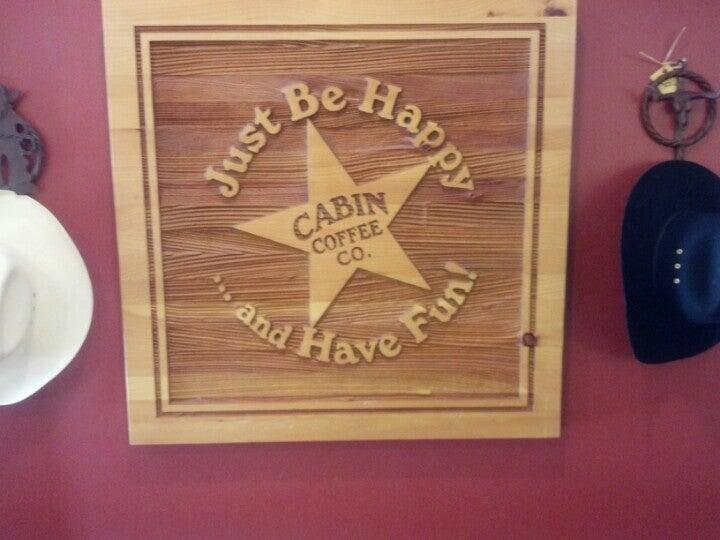 Just Be Happy
CABIN
COFFEE
CO.
... and Have Fun!